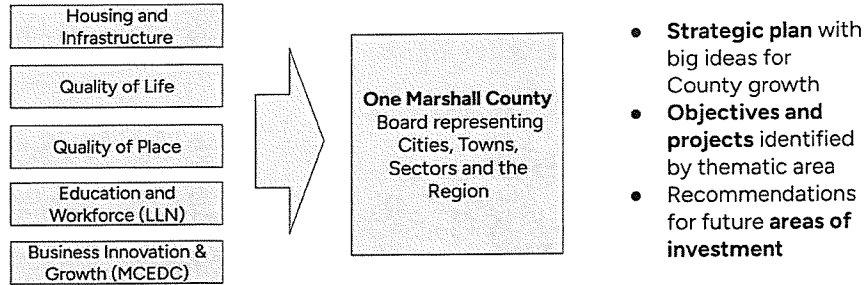 Housing and
Infrastructure
Quality of Life
Quality of Place
Education and
Workforce (LLN)
Business Innovation &
Growth (MCEDC)
One Marshall County
Board representing
Cities, Towns,
Sectors and the
Region
● Strategic plan with
big ideas for
County growth
● Objectives and
projects identified
by thematic area
● Recommendations
for future areas of
investment